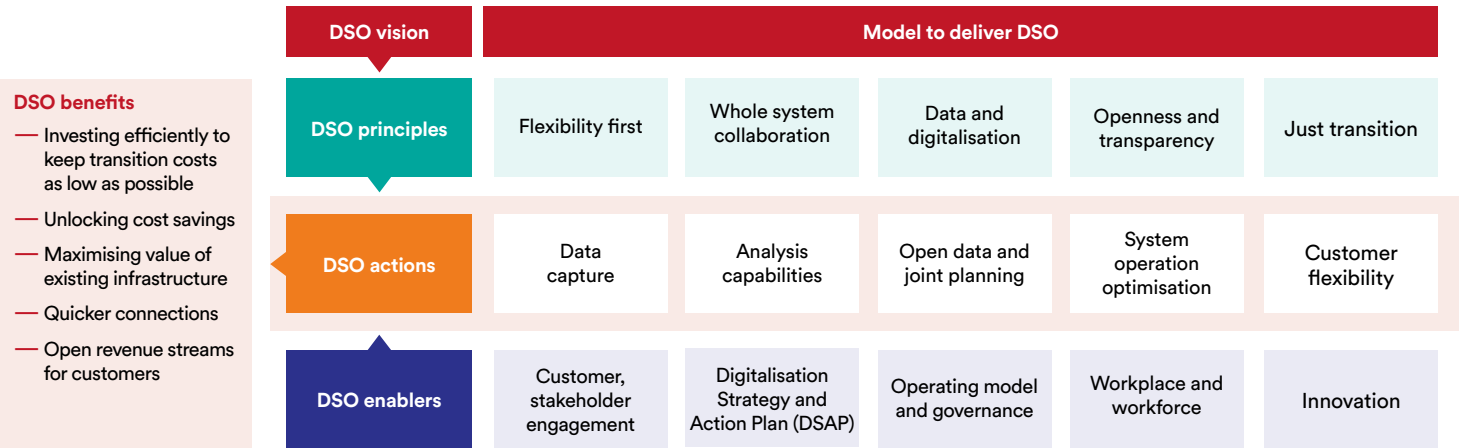 DSO vision
Model to deliver DSO
DSO benefits
— Investing efficiently to
keep transition costs
as low as possible
— Unlocking cost savings
— Maximising value of
existing infrastructure
— Quicker connections
— Open revenue streams
for customers
DSO principles
Flexibility first
Whole system
collaboration
Data and
digitalisation
Openness and
transparency
Just transition
DSO actions
Data
capture
Analysis
capabilities
Open data and
joint planning
System
operation
optimisation
Customer
flexibility
DSO enablers
Customer,
stakeholder
engagement
Digitalisation
Strategy and
Action Plan (DSAP)
Operating model
and governance
Workplace and
workforce
Innovation